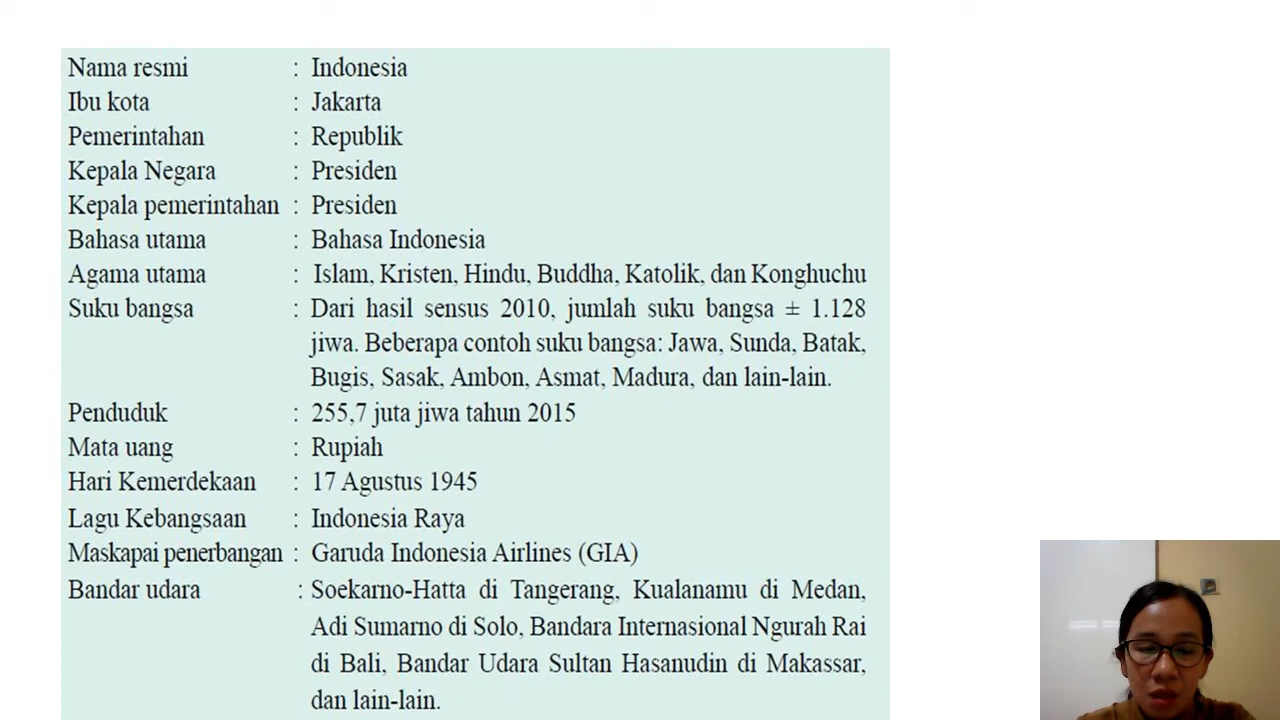 Nama resmi : Indonesia
Ibu kota : Jakarta
Pemerintahan : Republik
Kepala Negara : Presiden
Kepala pemerintahan : Presiden
Bahasa utama : Bahasa Indonesia
Agama utama : Islam, Kristen, Hindu, Buddha, Katolik, dan Konghuchu
Suku bangsa : Dari hasil sensus 2010, jumlah suku bangsa ± 1.128
jiwa. Beberapa contoh suku bangsa: Jawa, Sunda, Batak,
Bugis, Sasak, Ambon, Asmat, Madura, dan lain-lain.
Penduduk : 255,7 juta jiwa tahun 2015
Mata uang : Rupiah
Hari Kemerdekaan : 17 Agustus 1945
Lagu Kebangsaan : Indonesia Raya
Maskapai penerbangan : Garuda Indonesia Airlines (GIA)
Bandar udara : Soekarno-Hatta di Tangerang, Kualanamu di Medan,
Adi Sumarno di Solo, Bandara Internasional Ngurah Rai
di Bali, Bandar Udara Sultan Hasanudin di Makassar,
dan lain-lain.